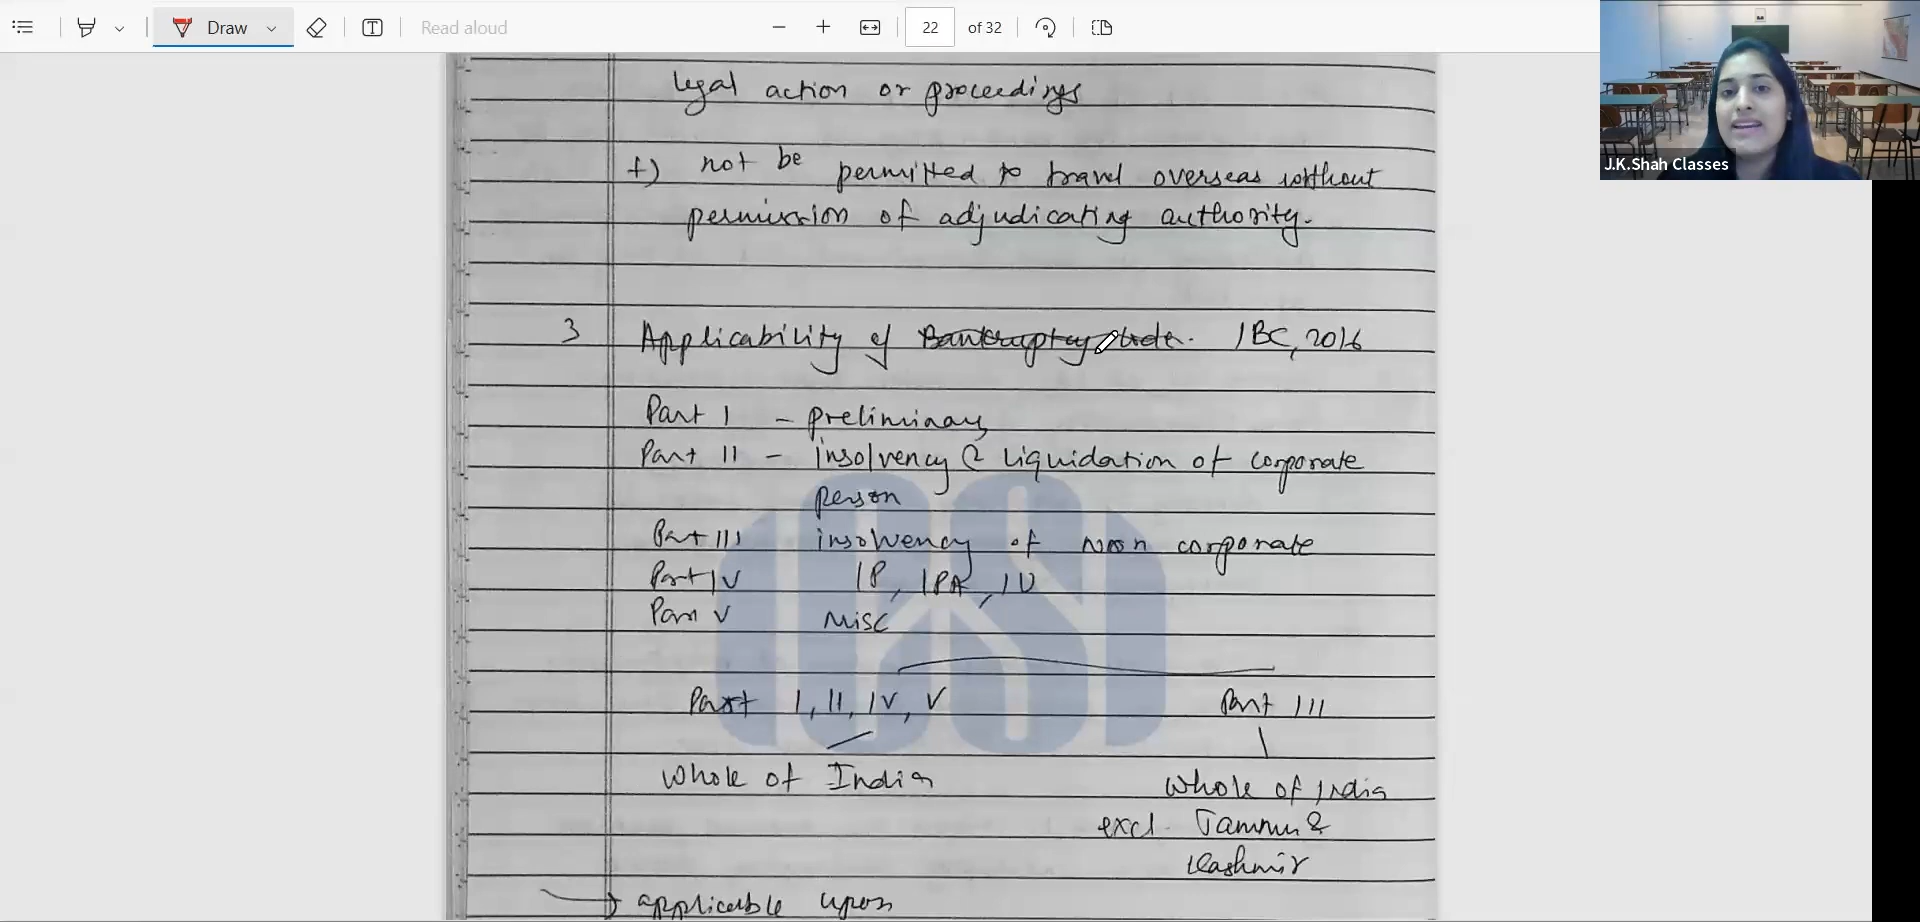 Draw
Read aloud
22 of 32
J.K.Shah Classes
legal action or proceedings
f) not be permitted to travel overseas without
permission of adjudicating authority.
3 Applicability of Bankruptcy Code. IBC, 2016
Part I - preliminary
Part II - insolvency & liquidation of corporate
person
Part III insolvency of Non corporate
Part IV IP, IPA, IU
Part V Misc
Part I, II, IV, V Part III
Whole of India Whole of India
excl. Jammu &
Kashmir
→ applicable upon
ICSI